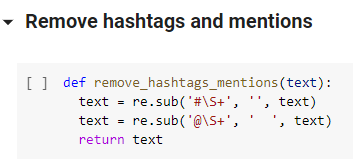 Remove hashtags and mentions
[ ] def remove_hashtags_mentions(text):
text = re.sub('#\S+', '', text)
text = re.sub('@\S+', '  ', text)
return text